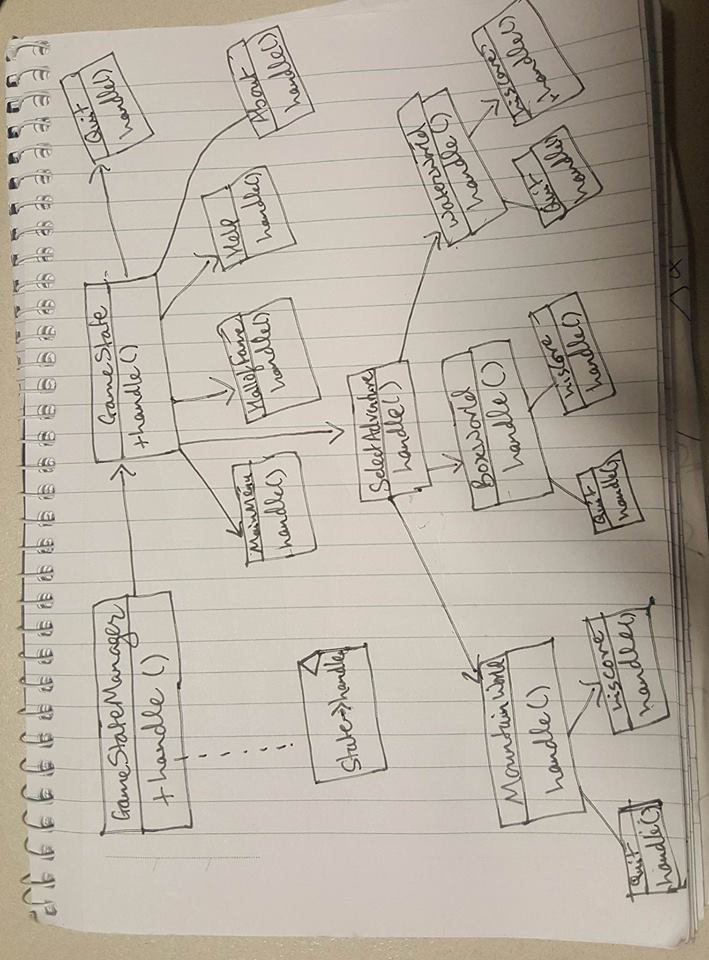 GameStateManager
+ handle()
GameState
+ handle()
Quit
handle()
State->handle
MainMenu
handle()
HallofFame
handle()
Help
handle()
About
handle()
SelectAdventure
handle()
MountainWorld
handle()
BoxWorld
handle()
WaterWorld
handle()
Quit
handle()
hiscore
handle()
Quit
handle()
hiscore
handle()
Quit
handle()
hiscore
handle()